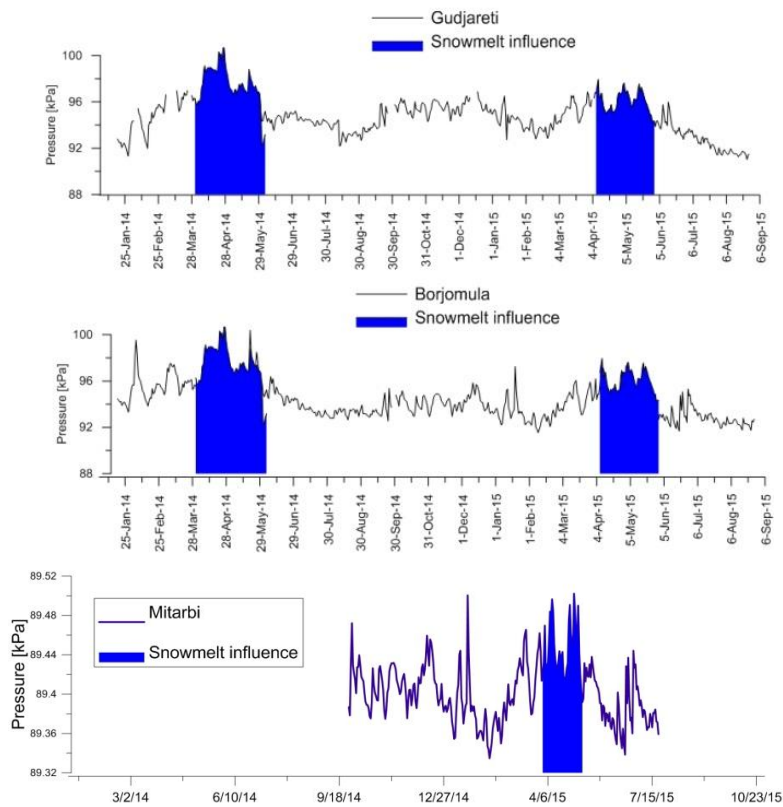 Gudjareti
Snowmelt influence
Pressure [kPa]
100
96
92
88
25-Jan-14
25-Feb-14
28-Mar-14
28-Apr-14
29-May-14
29-Jun-14
30-Jul-14
30-Aug-14
30-Sep-14
31-Oct-14
1-Dec-14
1-Jan-15
1-Feb-15
4-Mar-15
4-Apr-15
5-May-15
5-Jun-15
6-Jul-15
6-Aug-15
6-Sep-15
Borjomula
Snowmelt influence
Pressure [kPa]
100
96
92
88
25-Jan-14
25-Feb-14
28-Mar-14
28-Apr-14
29-May-14
29-Jun-14
30-Jul-14
30-Aug-14
30-Sep-14
31-Oct-14
1-Dec-14
1-Jan-15
1-Feb-15
4-Mar-15
4-Apr-15
5-May-15
5-Jun-15
6-Jul-15
6-Aug-15
6-Sep-15
Mitarbi
Snowmelt influence
Pressure [kPa]
89.52
89.48
89.44
89.4
89.36
89.32
3/2/14
6/10/14
9/18/14
12/27/14
4/6/15
7/15/15
10/23/15